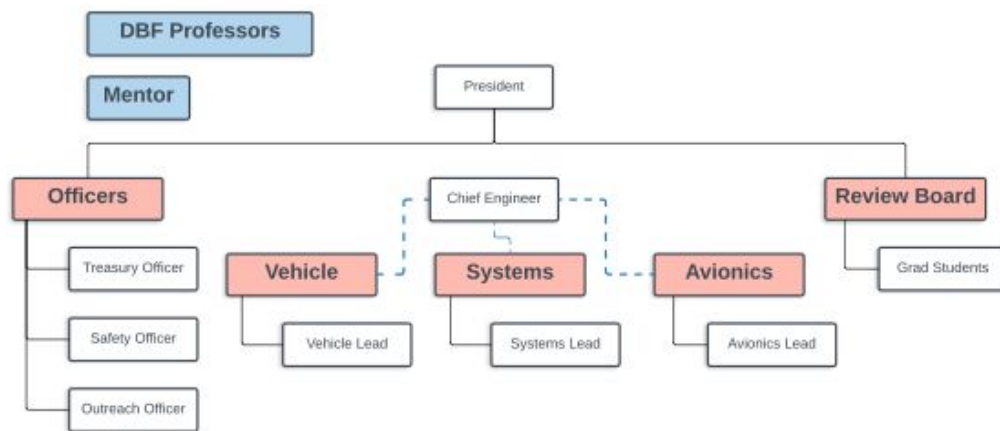 DBF Professors
Mentor
President
Officers
Chief Engineer
Review Board
Treasury Officer
Vehicle
Systems
Avionics
Grad Students
Safety Officer
Vehicle Lead
Systems Lead
Avionics Lead
Outreach Officer